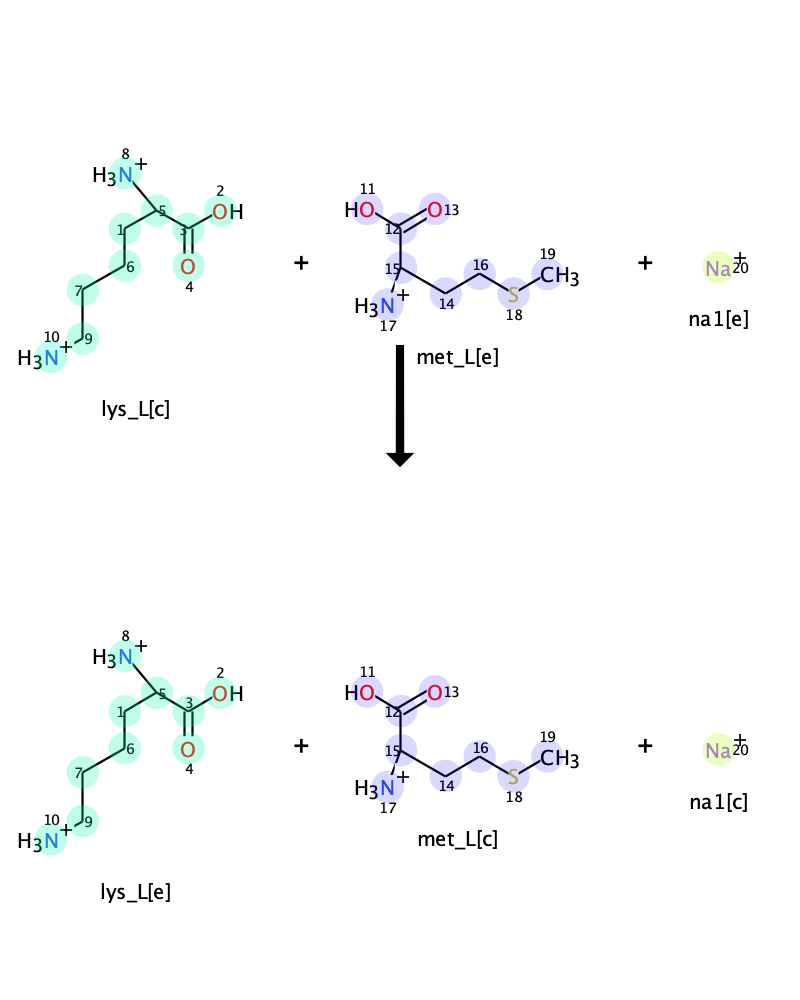 8
H3N+
2
OH
5
3
1
O
4
6
7
10
9
H3N+
lys_L[c]
+
11
HO
O13
12
15
H3N+
17
14
16
S
18
19
CH3
met_L[e]
+
Na+
20
na1[e]
8
H3N+
2
OH
5
3
1
O
4
6
7
10
9
H3N+
lys_L[e]
+
11
HO
O13
12
15
H3N+
17
14
16
S
18
19
CH3
met_L[c]
+
Na+
20
na1[c]